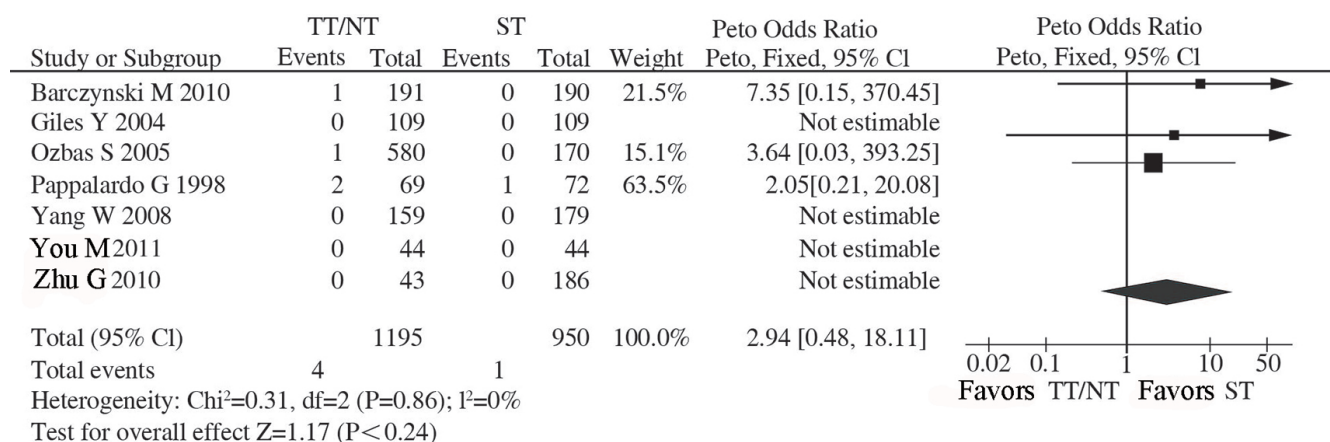 TT/NT ST Peto Odds Ratio Peto Odds Ratio
Study or Subgroup Events Total Events Total Weight Peto, Fixed, 95% Cl Peto, Fixed, 95% Cl
Barczynski M 2010 1 191 0 190 21.5% 7.35 [0.15, 370.45]
Giles Y 2004 0 109 0 109 Not estimable
Ozbas S 2005 1 580 0 170 15.1% 3.64 [0.03, 393.25]
Pappalardo G 1998 2 69 1 72 63.5% 2.05[0.21, 20.08]
Yang W 2008 0 159 0 179 Not estimable
You M2011 0 44 0 44 Not estimable
Zhu G 2010 0 43 0 186 Not estimable
Total (95% Cl) 1195 950 100.0% 2.94 [0.48, 18.11]
0.02 0.1 1 10 50
Total events 4 1
Favors TT/NT Favors ST
Heterogeneity: Chi²=0.31, df=2 (P=0.86); l²=0%
Test for overall effect Z=1.17 (P<0.24)